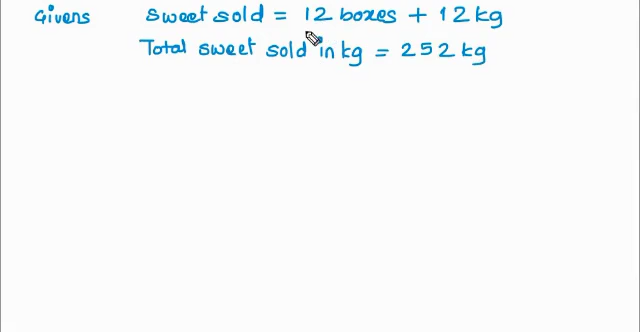 Givens sweet sold = 12 boxes + 12 kg
Total sweet sold in kg = 252 kg